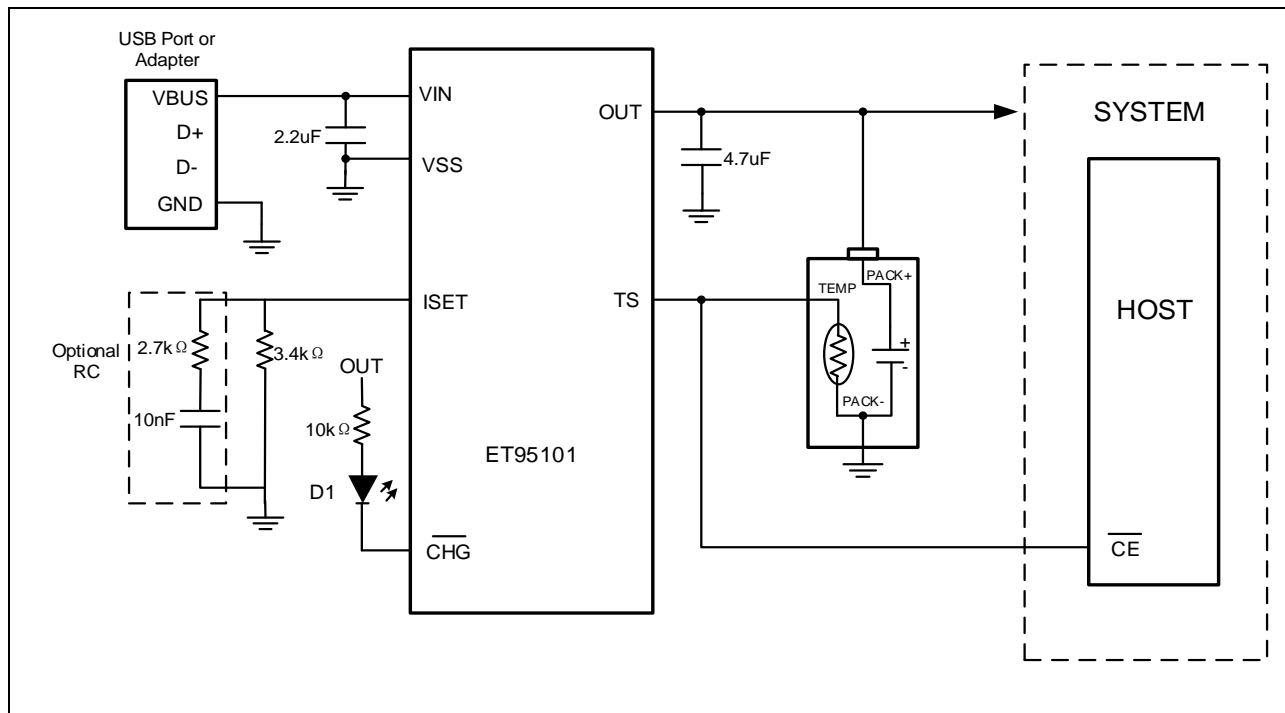 USB Port or
Adapter
VBUS
D+
D-
GND
2.2uF
VIN
VSS
OUT
4.7uF
SYSTEM
HOST
PACK+
TEMP
+
-
PACK-
TS
ISET
Optional
RC
2.7kΩ
3.4kΩ
10nF
OUT
10kΩ
D1
CHG
ET95101
CE